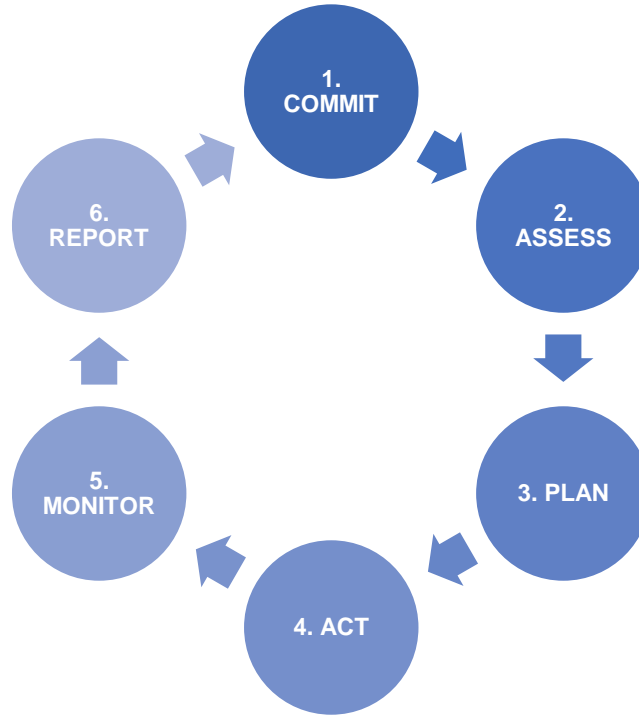 1.
COMMIT
2.
ASSESS
3. PLAN
4. ACT
5.
MONITOR
6.
REPORT